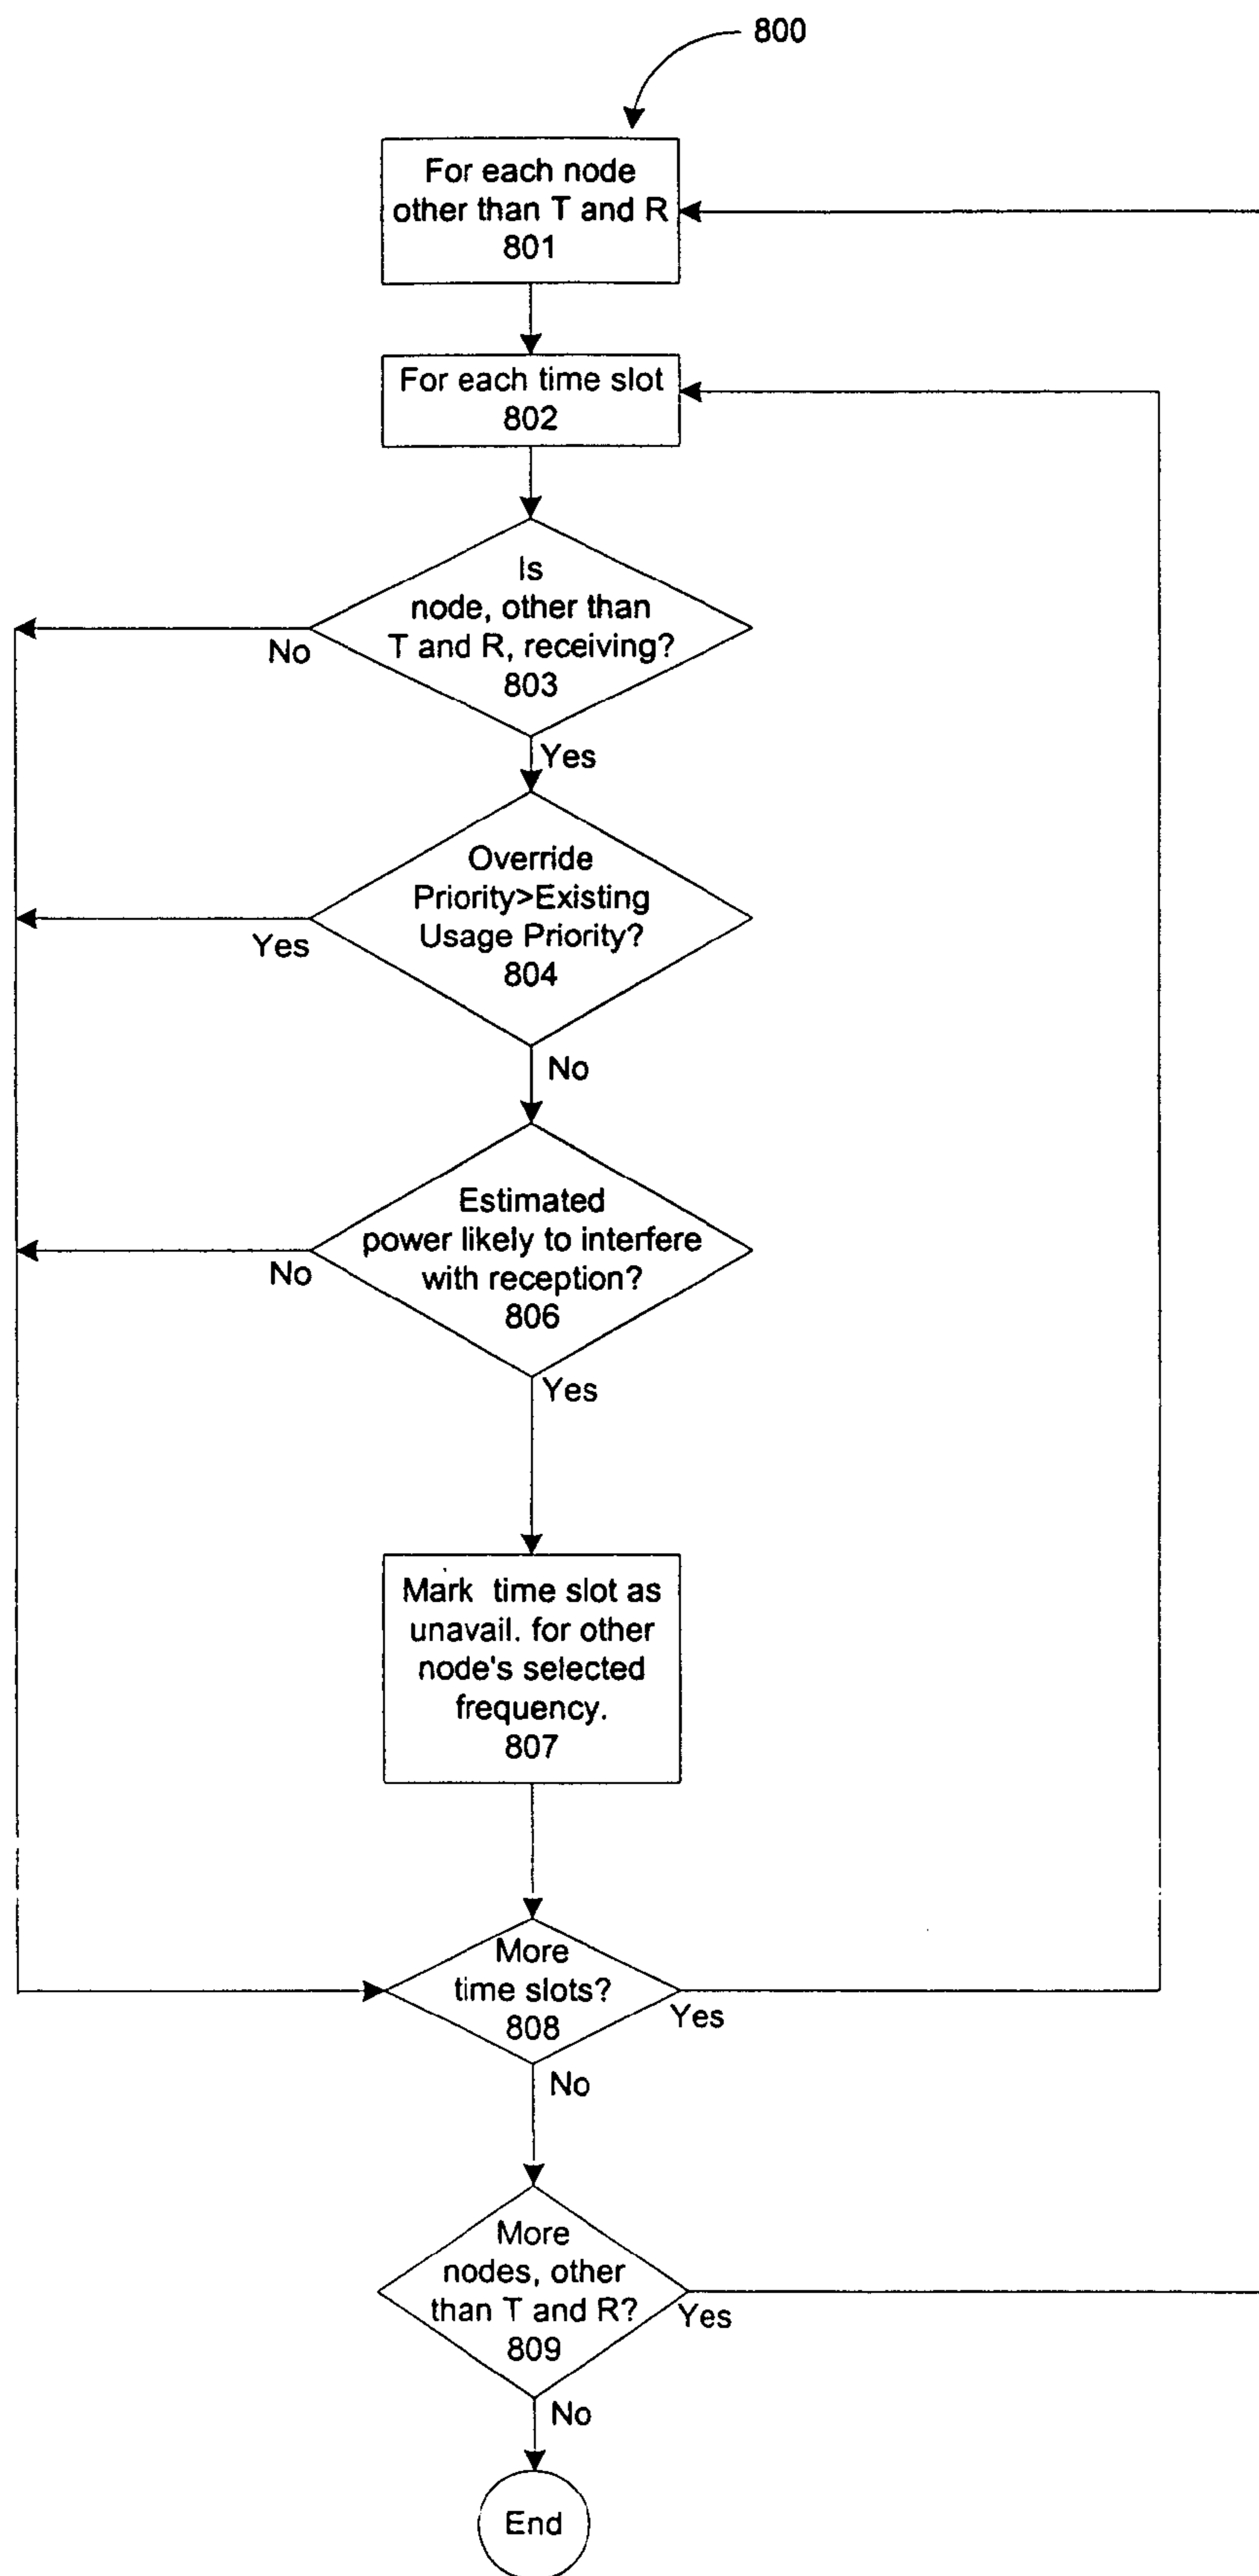 800
For each node
other than T and R
801
For each time slot
802
Is
node, other than
T and R, receiving?
803
No
Yes
Override
Priority>Existing
Usage Priority?
804
Yes
No
Estimated
power likely to interfere
with reception?
806
No
Yes
Mark time slot as
unavail. for other
node's selected
frequency.
807
More
time slots?
808
Yes
No
More
nodes, other
than T and R?
809
Yes
No
End